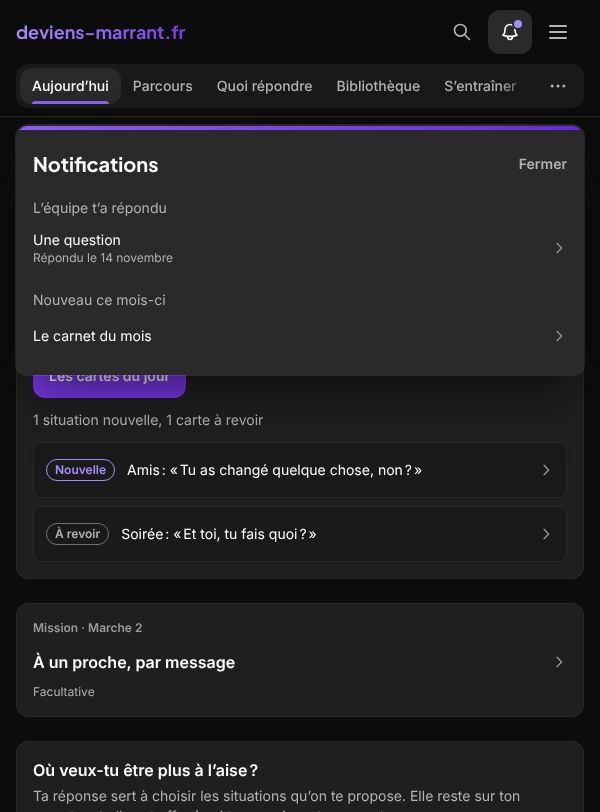 deviens-marrant.fr
Aujourd’hui
Parcours
Quoi répondre
Bibliothèque
S’entraîner
Notifications
Fermer
L’équipe t’a répondu
Une question
Répondu le 14 novembre
Nouveau ce mois-ci
Le carnet du mois
Les cartes du jour
1 situation nouvelle, 1 carte à revoir
Nouvelle
Amis : « Tu as changé quelque chose, non ? »
À revoir
Soirée : « Et toi, tu fais quoi ? »
Mission · Marche 2
À un proche, par message
Facultative
Où veux-tu être plus à l’aise ?
Ta réponse sert à choisir les situations qu’on te propose. Elle reste sur ton